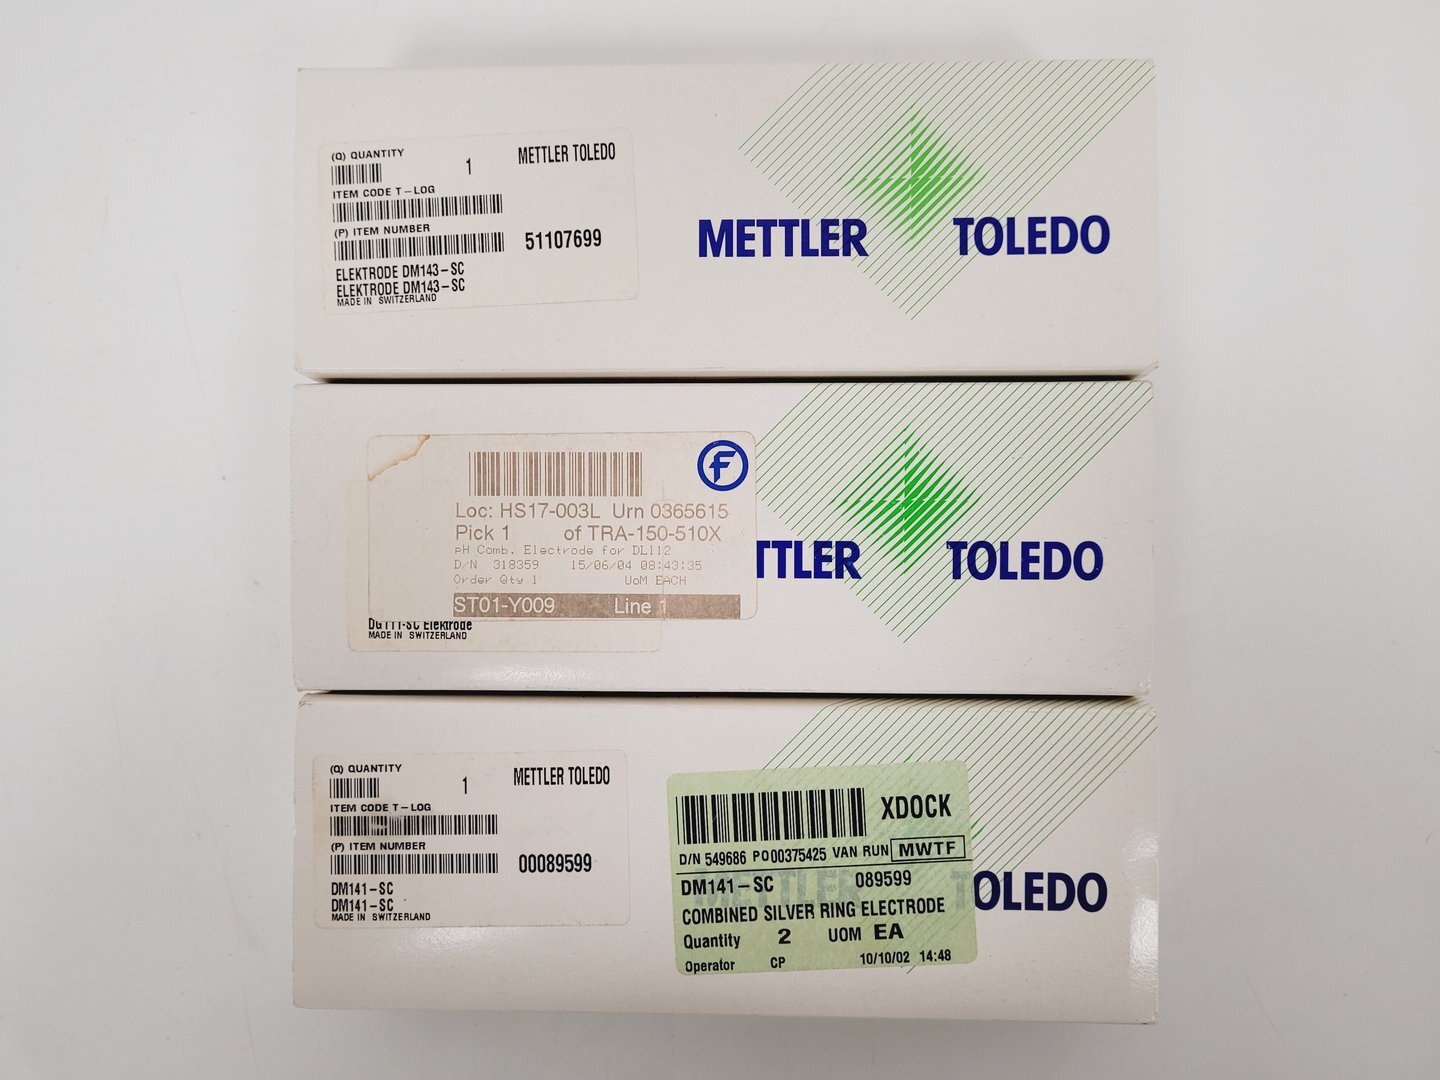 (Q) QUANTITY
1
METTLER TOLEDO
ITEM CODE T-LOG
(P) ITEM NUMBER
51107699
ELEKTRODE DM143-SC
ELEKTRODE DM143-SC
MADE IN SWITZERLAND
METTLER TOLEDO
F
Loc: HS17-003L Urn 0365615
Pick 1 of TRA-150-510X
pH Comb. Electrode for DL112
D/N 318359 15/06/04 08:43:35
Order Qty 1 UoM EACH
ST01-Y009 Line 1
DG111-SC Elektrode
MADE IN SWITZERLAND
TTLER TOLEDO
(Q) QUANTITY
1
METTLER TOLEDO
ITEM CODE T-LOG
(P) ITEM NUMBER
00089599
DM141-SC
DM141-SC
MADE IN SWITZERLAND
XDOCK
D/N 549686 PO00375425 VAN RUN MWTF
DM141-SC 089599
COMBINED SILVER RING ELECTRODE
Quantity 2 UOM EA
Operator CP 10/10/02 14:48
METTLER TOLEDO